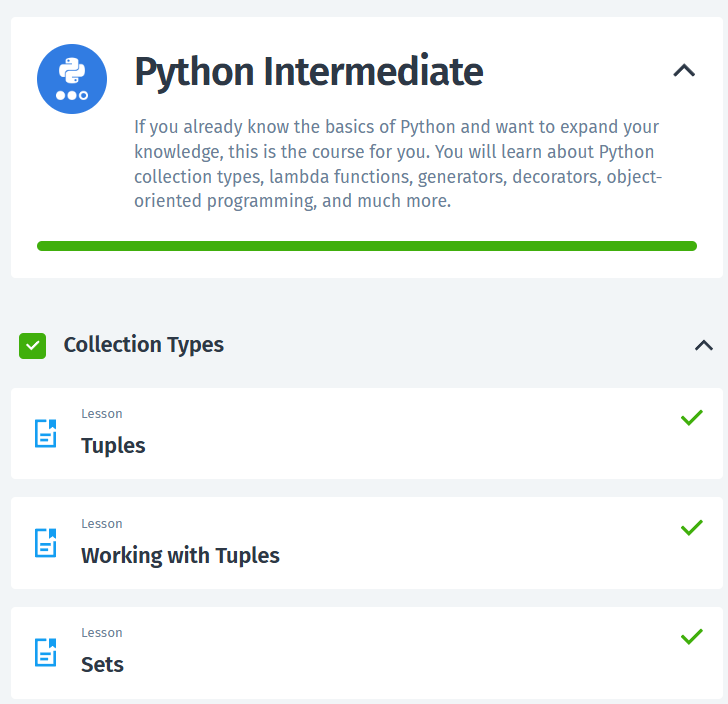 Python Intermediate
If you already know the basics of Python and want to expand your
knowledge, this is the course for you. You will learn about Python
collection types, lambda functions, generators, decorators, object-
oriented programming, and much more.
Collection Types
Lesson
Tuples
Lesson
Working with Tuples
Lesson
Sets